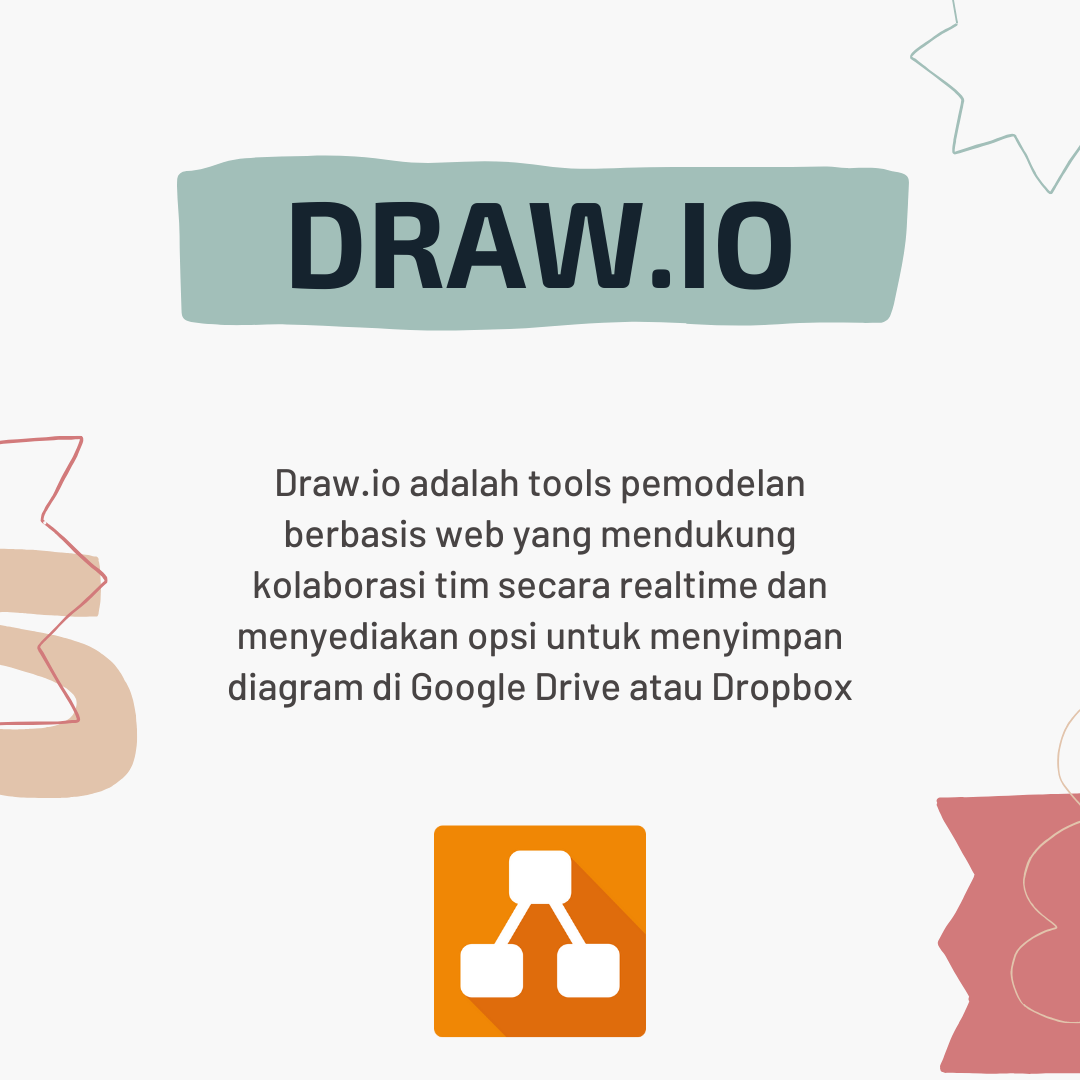 DRAW.IO
Draw.io adalah tools pemodelan
berbasis web yang mendukung
kolaborasi tim secara realtime dan
menyediakan opsi untuk menyimpan
diagram di Google Drive atau Dropbox